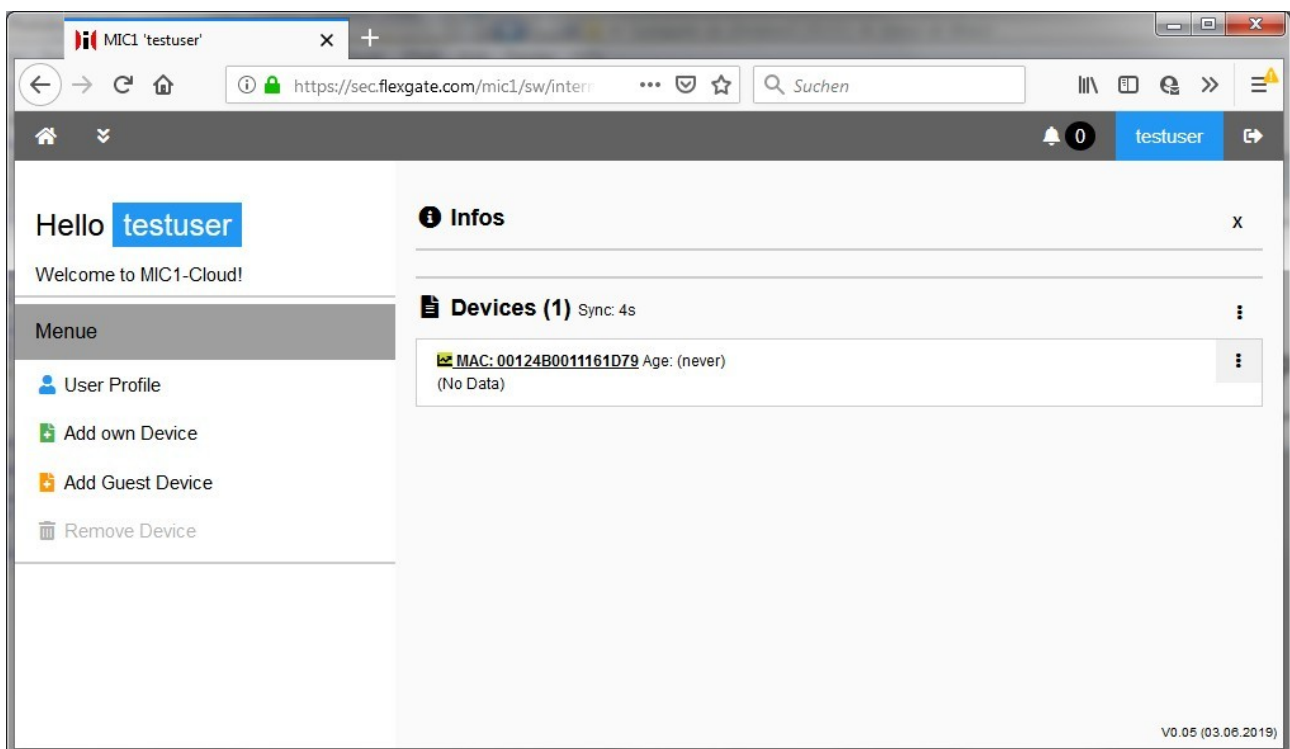 MIC1 'testuser'
https://sec.flexgate.com/mic1/sw/intern
Suchen
0
testuser
Hello testuser
Welcome to MIC1-Cloud!
Menue
User Profile
Add own Device
Add Guest Device
Remove Device
Infos
x
Devices (1) Sync: 4s
MAC: 00124B0011161D79 Age: (never)
(No Data)
V0.05 (03.06.2019)